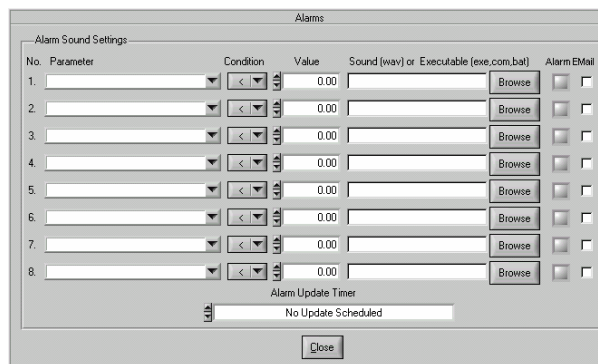 Alarms
Alarm Sound Settings
No. Parameter Condition Value Sound (wav) or Executable (exe,com,bat) Alarm EMail
1. < 0.00 Browse
2. < 0.00 Browse
3. < 0.00 Browse
4. < 0.00 Browse
5. < 0.00 Browse
6. < 0.00 Browse
7. < 0.00 Browse
8. < 0.00 Browse
Alarm Update Timer
No Update Scheduled
Close